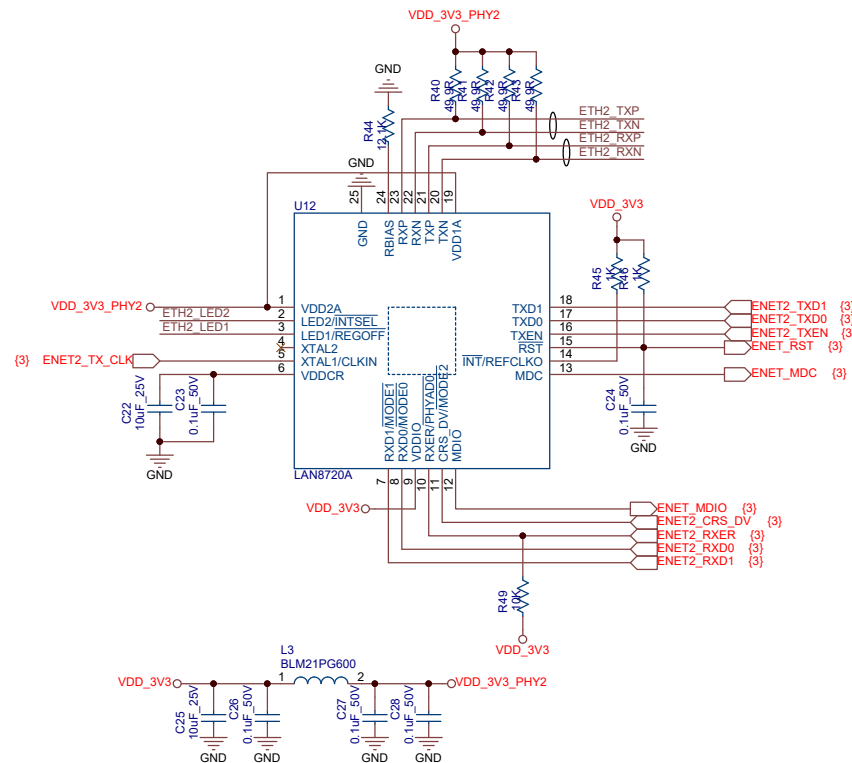 VDD_3V3_PHY2
GND
R40
49.9R
R41
49.9R
R42
49.9R
R43
49.9R
R44
12.1K
ETH2_TXP
ETH2_TXN
ETH2_RXP
ETH2_RXN
GND
25
24
23
22
21
20
19
U12
GND
RBIAS
RXP
RXN
TXP
TXN
VDD1A
VDD_3V3
R45
1K
R46
1K
VDD_3V3_PHY2
1 VDD2A
ETH2_LED2 2 LED2/INTSEL
ETH2_LED1 3 LED1/REGOFF
4 XTAL2
{3} ENET2_TX_CLK 5 XTAL1/CLKIN
6 VDDCR
TXD1 18 ENET2_TXD1 {3}
TXD0 17 ENET2_TXD0 {3}
TXEN 16 ENET2_TXEN {3}
RST 15 ENET_RST {3}
INT/REFCLKO 14
MDC 13 ENET_MDC {3}
C22
10uF_25V
C23
0.1uF_50V
GND
C24
0.1uF_50V
GND
RXD1/MODE1
RXD0/MODE0
VDDIO
RXER/PHYAD0
CRS_DV/MODE2
MDIO
LAN8720A
7
8
9
10
11
12
VDD_3V3
ENET_MDIO {3}
ENET2_CRS_DV {3}
ENET2_RXER {3}
ENET2_RXD0 {3}
ENET2_RXD1 {3}
R49
10K
VDD_3V3
L3
BLM21PG600
VDD_3V3 1 2 VDD_3V3_PHY2
C25
10uF_25V
C26
0.1uF_50V
C27
0.1uF_50V
C28
0.1uF_50V
GND GND GND GND